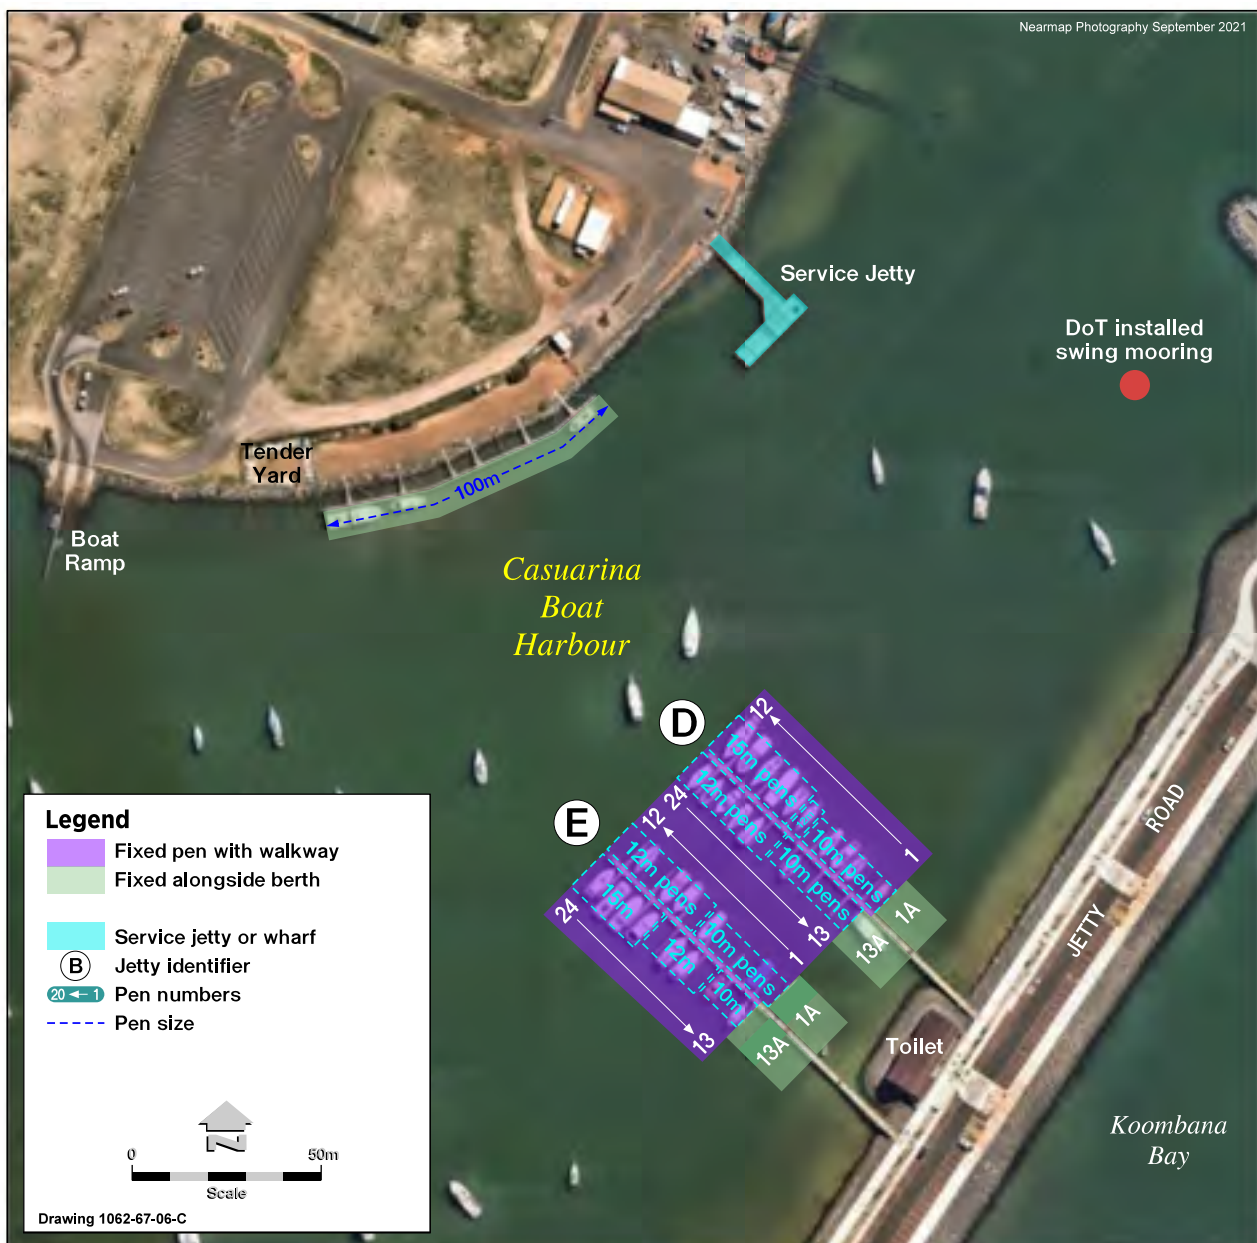 Nearmap Photography September 2021
Service Jetty
DoT installed
swing mooring
Tender
Yard
100m
Boat
Ramp
Casuarina
Boat
Harbour
D
12
15m pens
10m pens
1
24
12m pens
10m pens
13
1A
13A
E
12
12m pens
10m pens
1
24
15m
12m
10m
13
1A
13A
JETTY ROAD
Toilet
Koombana
Bay
Legend
Fixed pen with walkway
Fixed alongside berth
Service jetty or wharf
B Jetty identifier
20 ← 1 Pen numbers
Pen size
N
0 50m
Scale
Drawing 1062-67-06-C